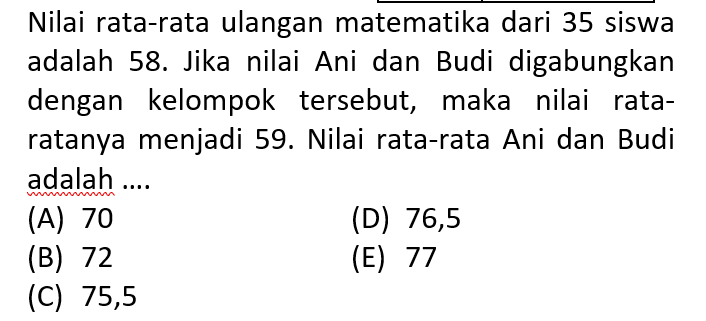 Nilai rata-rata ulangan matematika dari 35 siswa
adalah 58. Jika nilai Ani dan Budi digabungkan
dengan kelompok tersebut, maka nilai rata-
ratanya menjadi 59. Nilai rata-rata Ani dan Budi
adalah ....
(A) 70 (D) 76,5
(B) 72 (E) 77
(C) 75,5